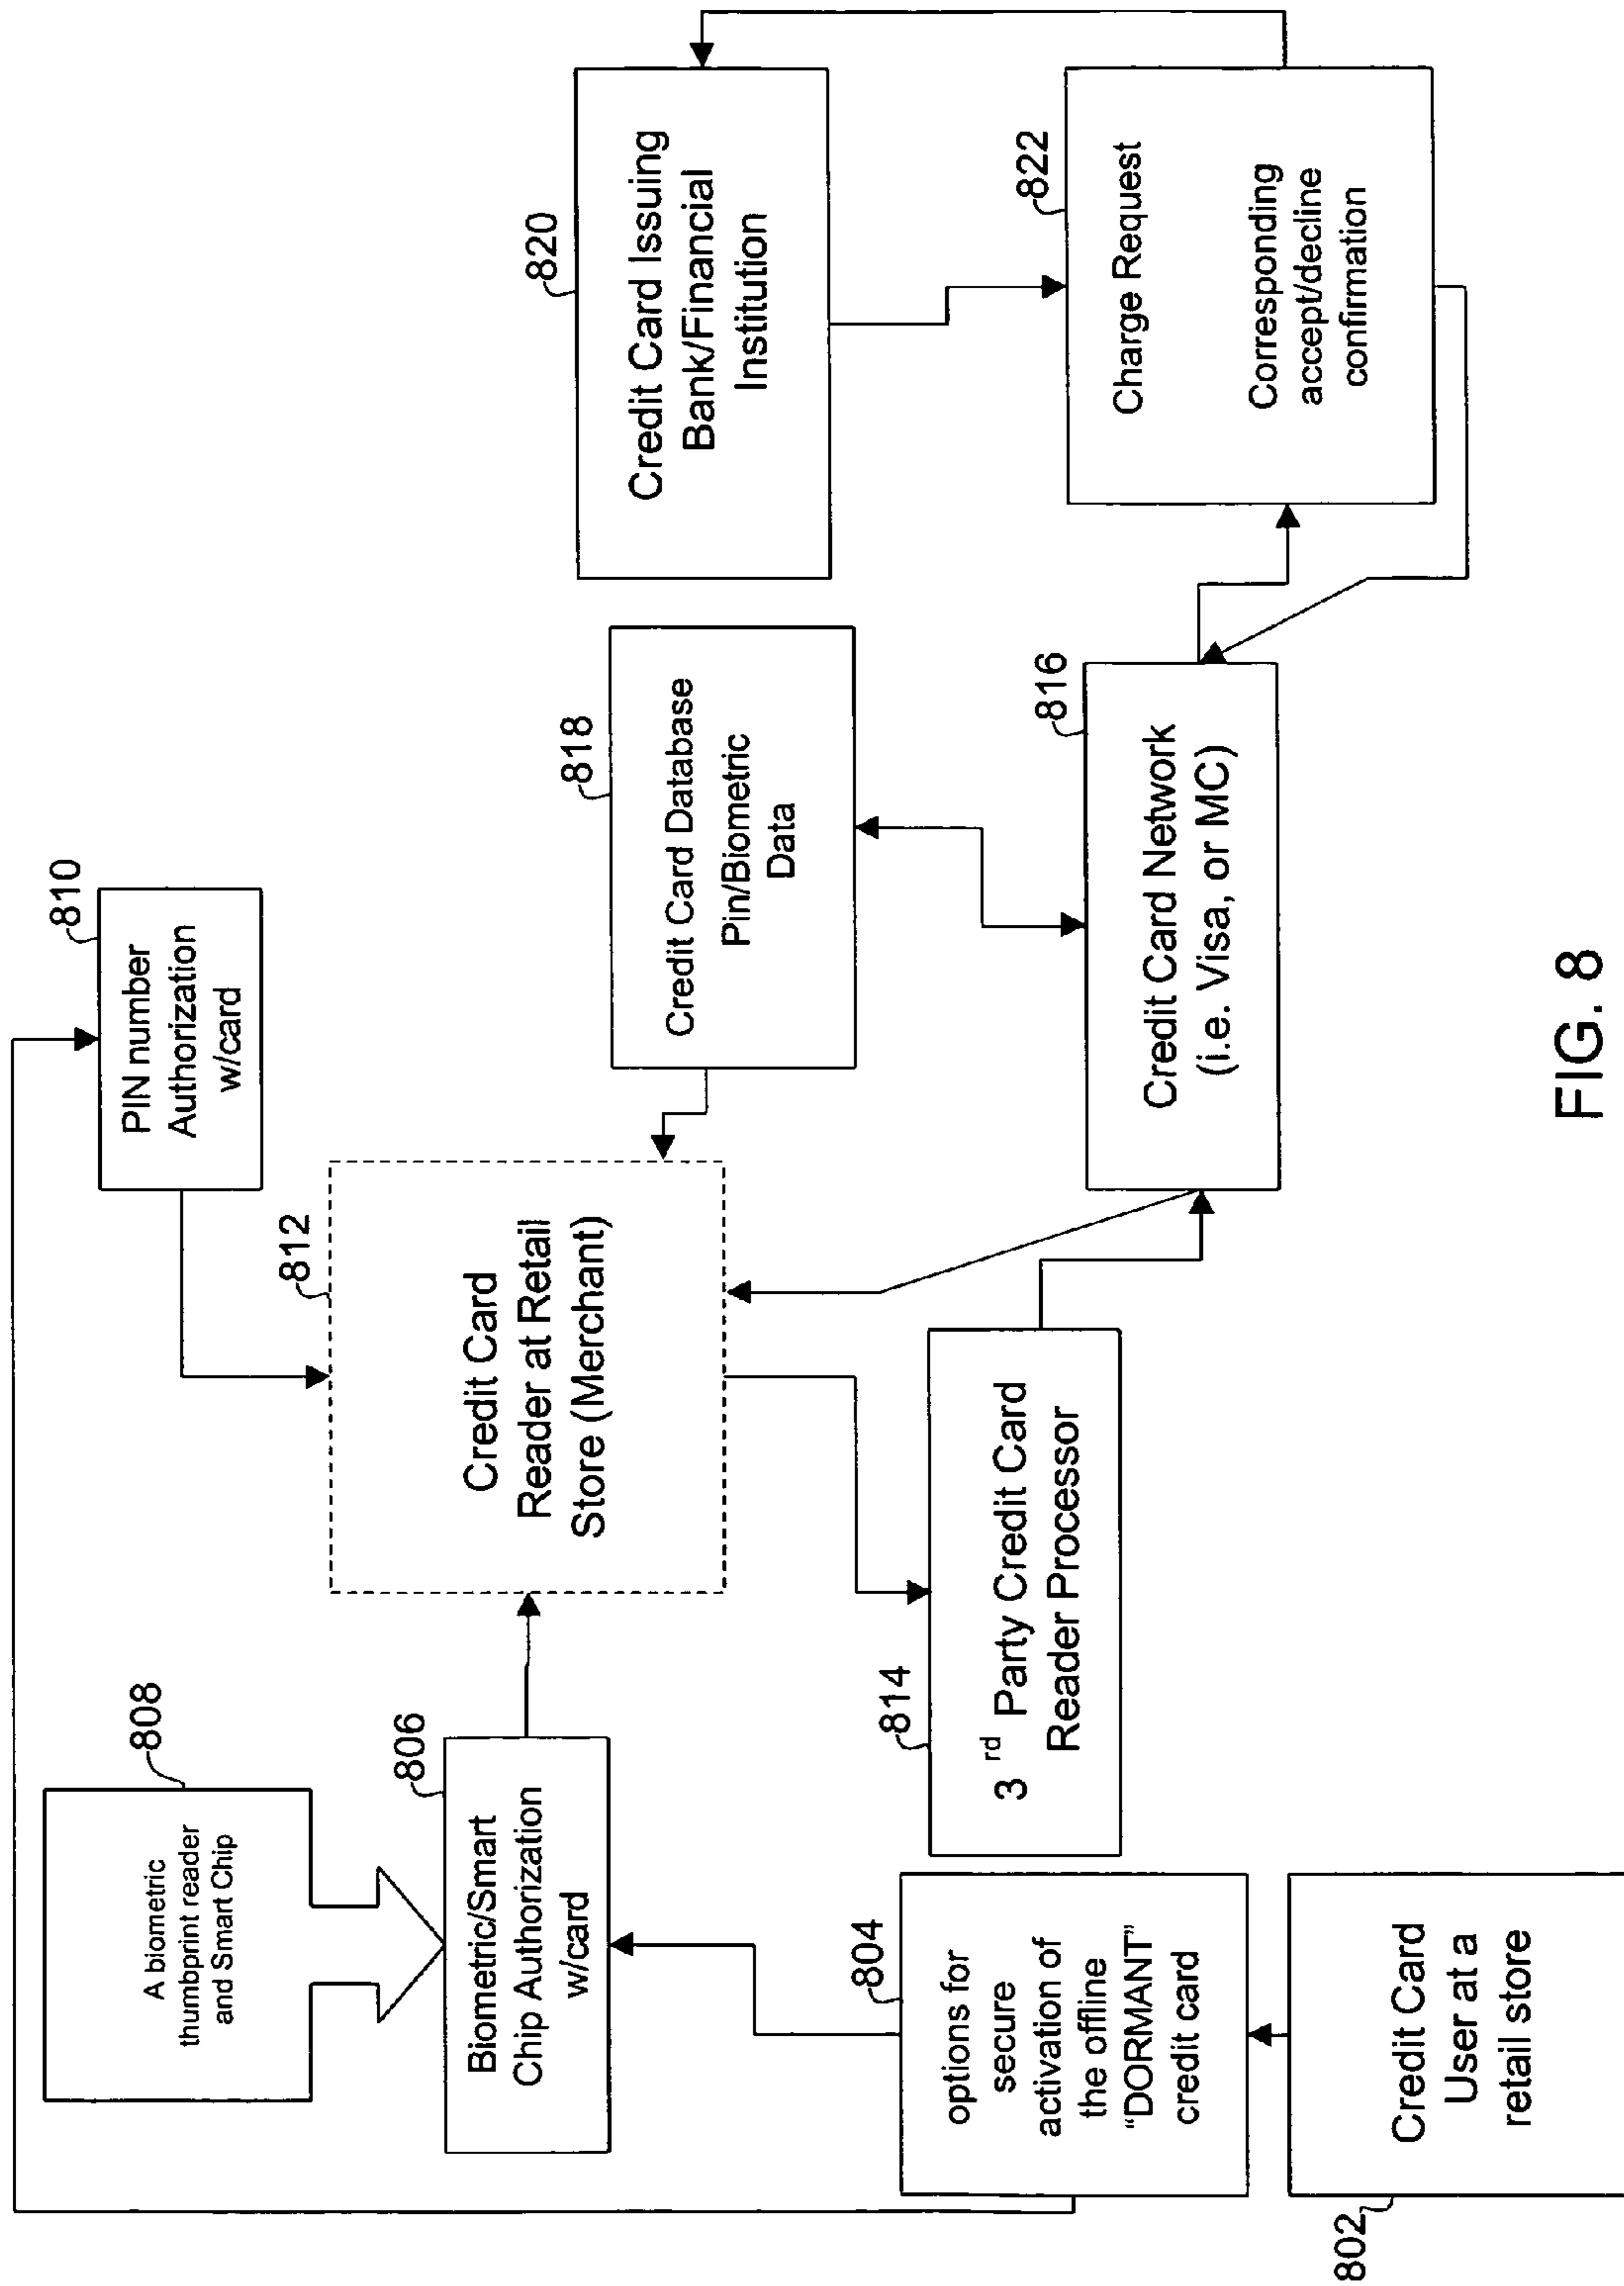 808
A biometric
thumbprint reader
and Smart Chip
810
PIN number
Authorization
w/card
806
Biometric/Smart
Chip Authorization
w/card
812
Credit Card
Reader at Retail
Store (Merchant)
818
Credit Card Database
Pin/Biometric
Data
820
Credit Card Issuing
Bank/Financial
Institution
804
options for
secure
activation of
the offline
“DORMANT”
credit card
814
3 rd Party Credit Card
Reader Processor
816
Credit Card Network
(i.e. Visa, or MC)
822
Charge Request
Corresponding
accept/decline
confirmation
802
Credit Card
User at a
retail store
FIG. 8